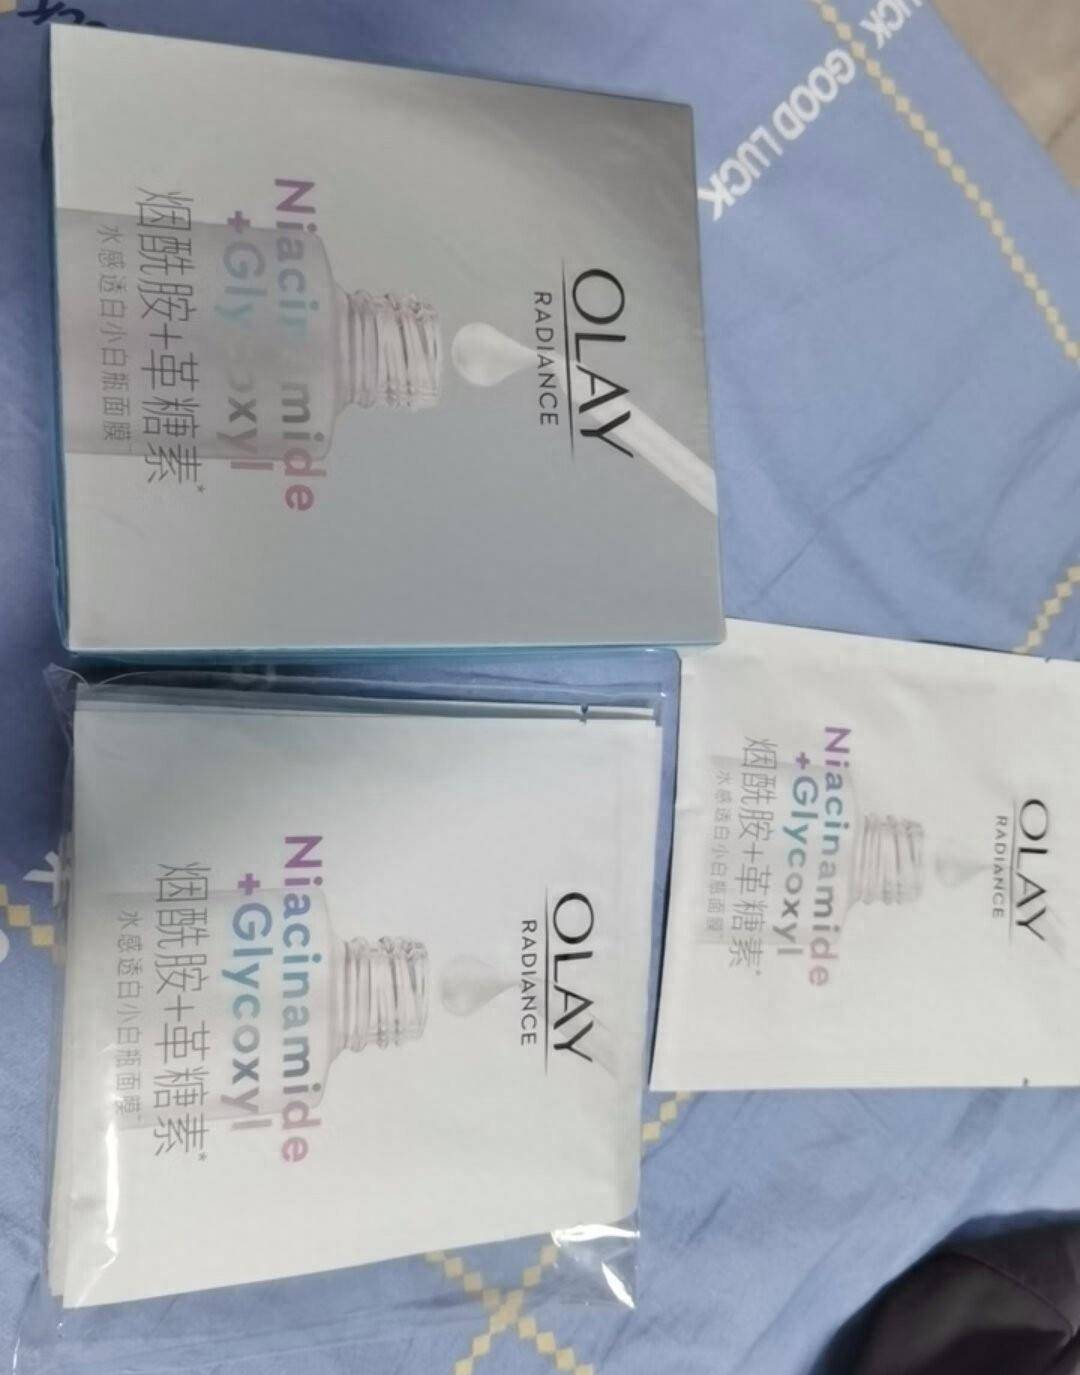 OLAY
RADIANCE
Niacinamide
+Glycoxyl
烟酰胺+革糖素*
水感透白小白瓶面膜
OLAY
RADIANCE
Niacinamide
+Glycoxyl
烟酰胺+革糖素*
水感透白小白瓶面膜
OLAY
RADIANCE
Niacinamide
+Glycoxyl
烟酰胺+革糖素*
水感透白小白瓶面膜
GOOD LUCK